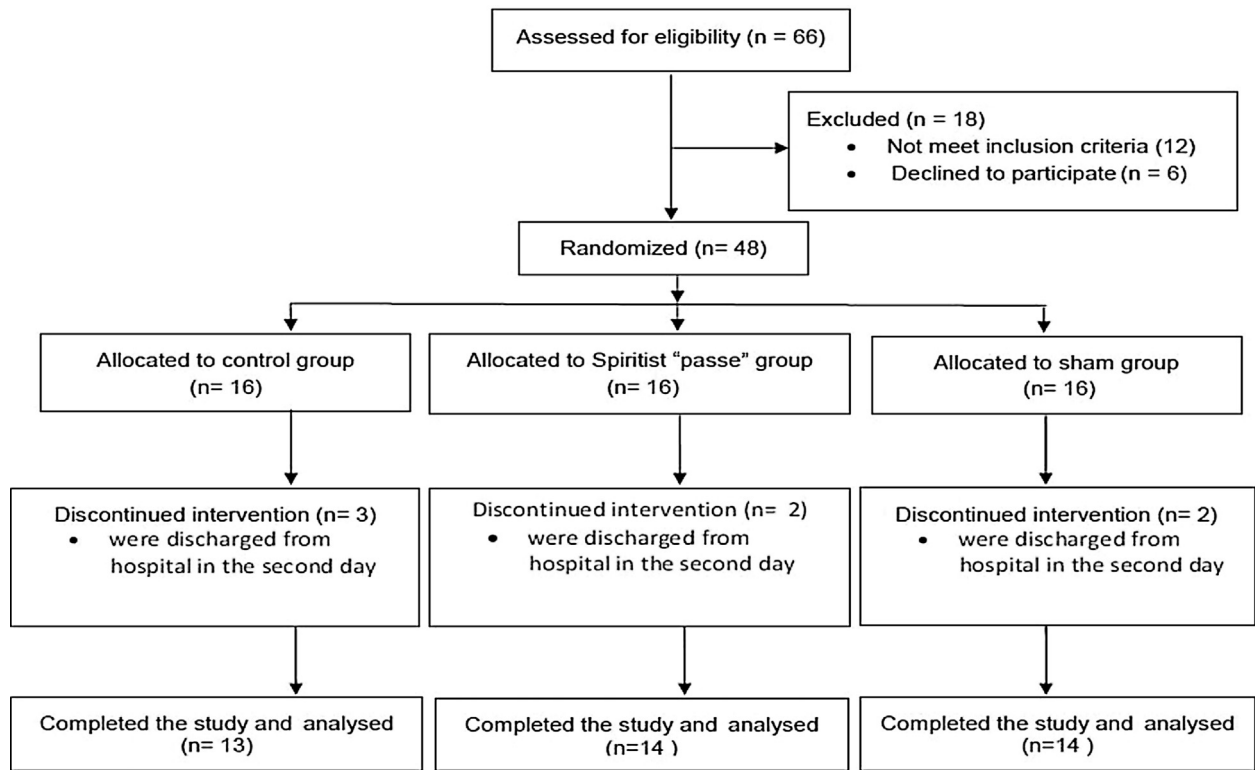 Assessed for eligibility (n = 66)
Excluded (n = 18)
• Not meet inclusion criteria (12)
• Declined to participate (n = 6)
Randomized (n= 48)
Allocated to control group
(n= 16)
Allocated to Spiritist “passe” group
(n= 16)
Allocated to sham group
(n= 16)
Discontinued intervention (n= 3)
• were discharged from
hospital in the second day
Discontinued intervention (n= 2)
• were discharged from
hospital in the second day
Discontinued intervention (n= 2)
• were discharged from
hospital in the second day
Completed the study and analysed
(n= 13)
Completed the study and analysed
(n=14 )
Completed the study and analysed
(n=14 )